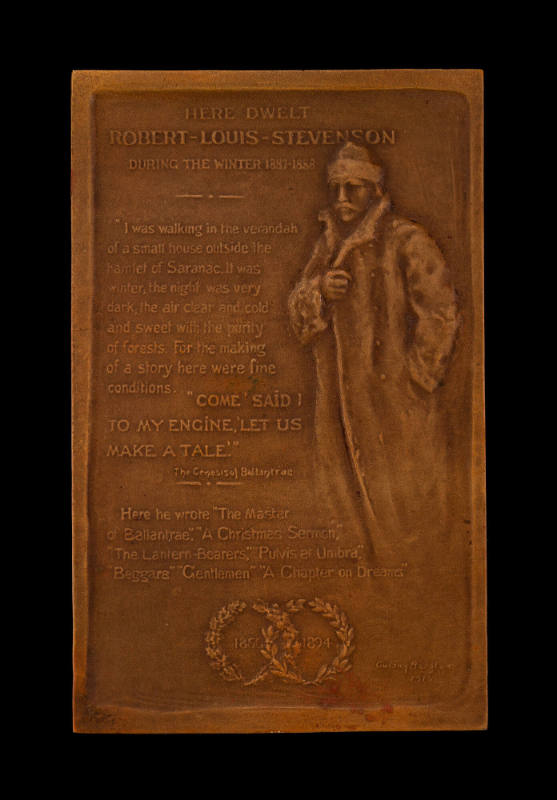 HERE DWELT
ROBERT-LOUIS-STEVENSON
DURING THE WINTER 1887-1888
"I was walking in the verandah
of a small house outside the
hamlet of Saranac. It was
winter, the night was very
dark, the air clear and cold
and sweet with the purity
of forests. For the making
of a story here were fine
conditions.
"COME' SAID I
TO MY ENGINE,'LET US
MAKE A TALE.'"
The Genesis of Ballantrae
Here he wrote "The Master
of Ballantrae", "A Christmas Sermon",
"The Lantern-Bearers", "Pulvis et Umbra",
"Beggars" "Gentlemen" "A Chapter on Dreams"
1850 1894